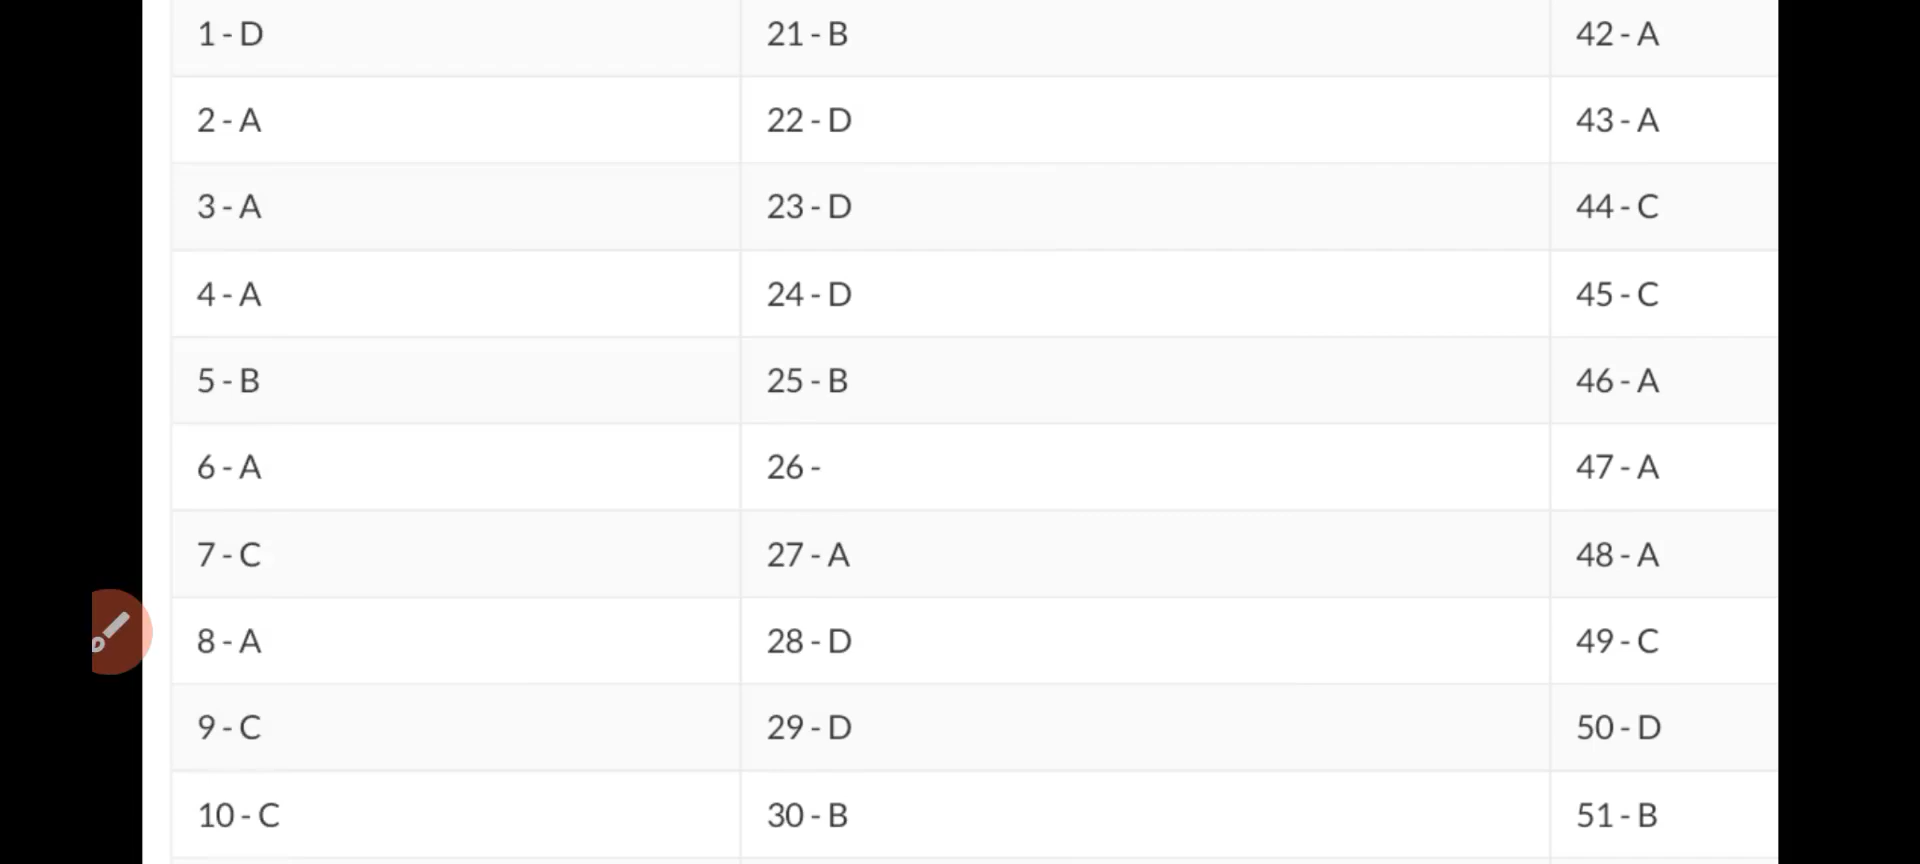 1 - D 21 - B 42 - A
2 - A 22 - D 43 - A
3 - A 23 - D 44 - C
4 - A 24 - D 45 - C
5 - B 25 - B 46 - A
6 - A 26 - 47 - A
7 - C 27 - A 48 - A
8 - A 28 - D 49 - C
9 - C 29 - D 50 - D
10 - C 30 - B 51 - B